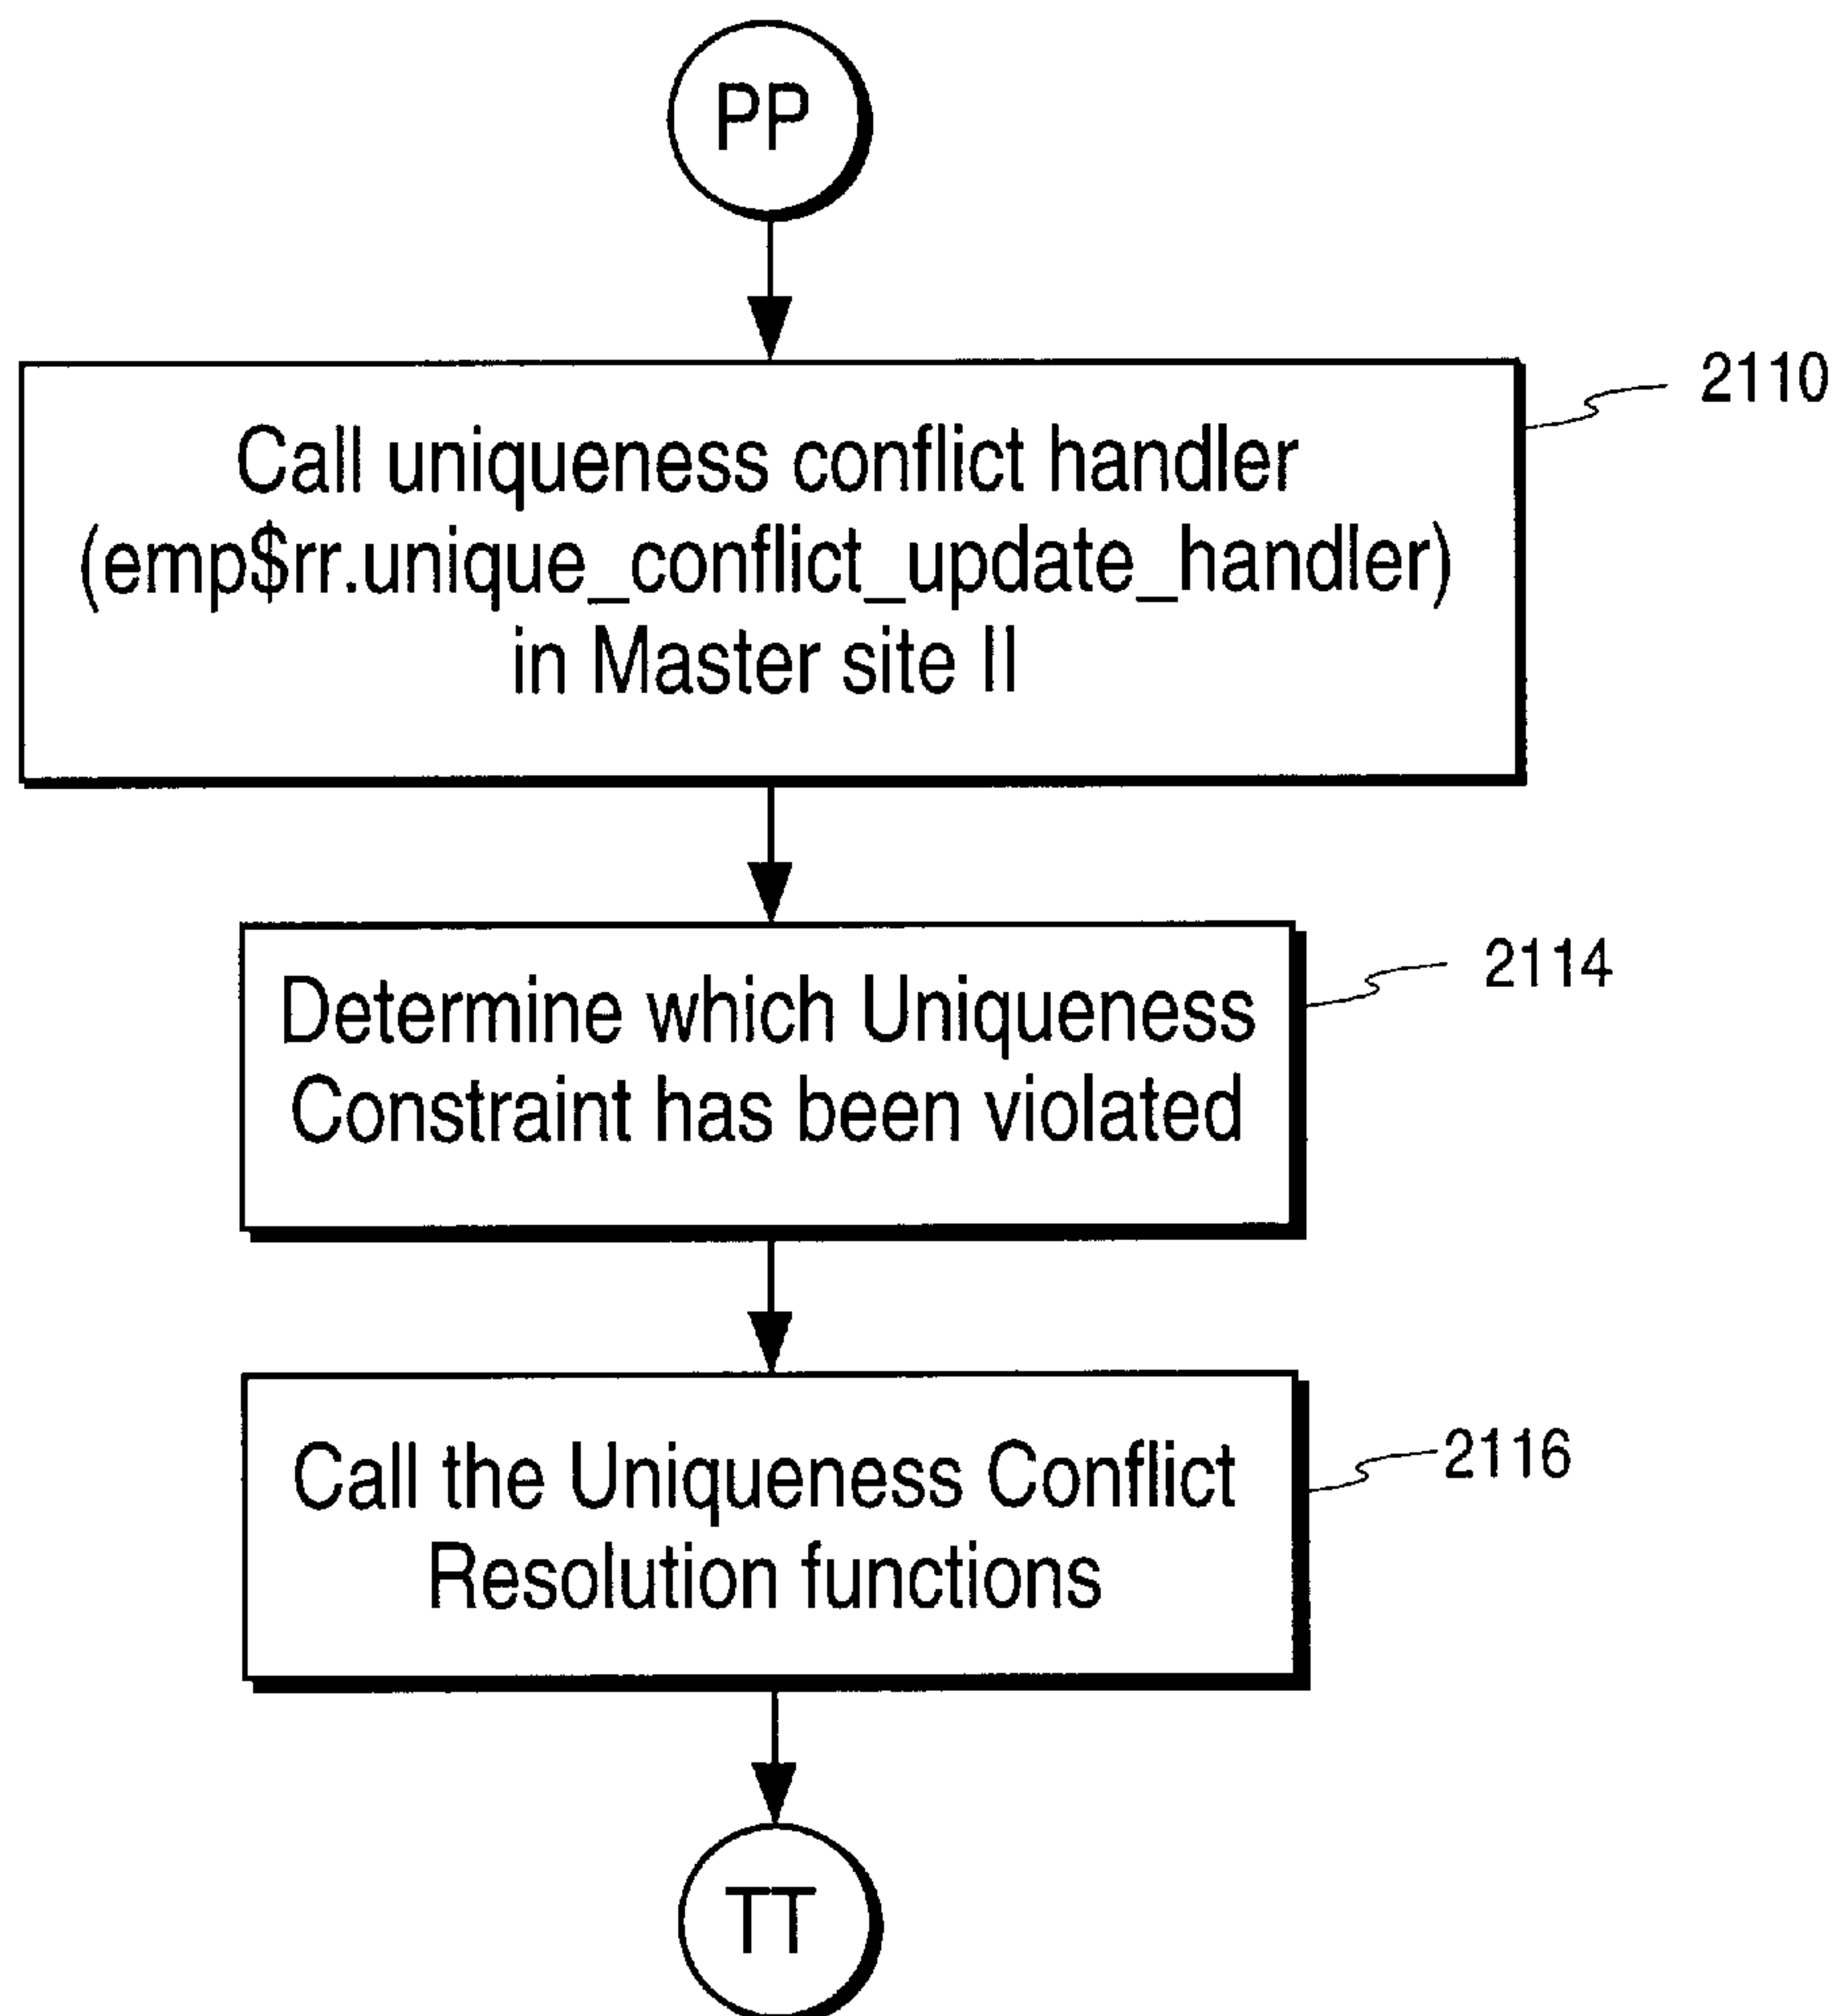 PP
2110
Call uniqueness conflict handler
(emp$rr.unique_conflict_update_handler)
in Master site II
2114
Determine which Uniqueness
Constraint has been violated
2116
Call the Uniqueness Conflict
Resolution functions
TT